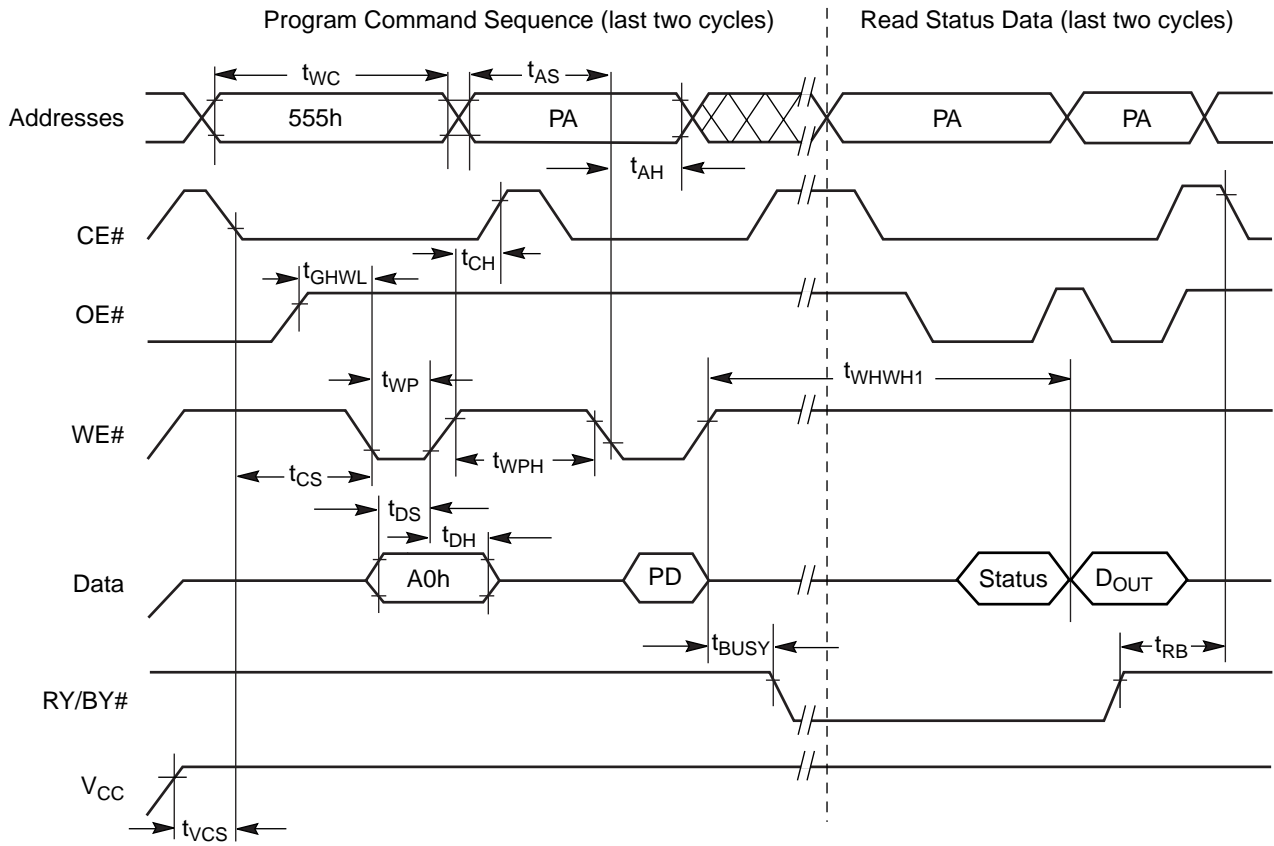 Program Command Sequence (last two cycles)
Read Status Data (last two cycles)
tWC
tAS
Addresses
555h
PA
PA
PA
tAH
CE#
tCH
tGHWL
OE#
tWP
tWHWH1
WE#
tCS
tWPH
tDS
tDH
Data
A0h
PD
Status
DOUT
tBUSY
tRB
RY/BY#
VCC
tVCS